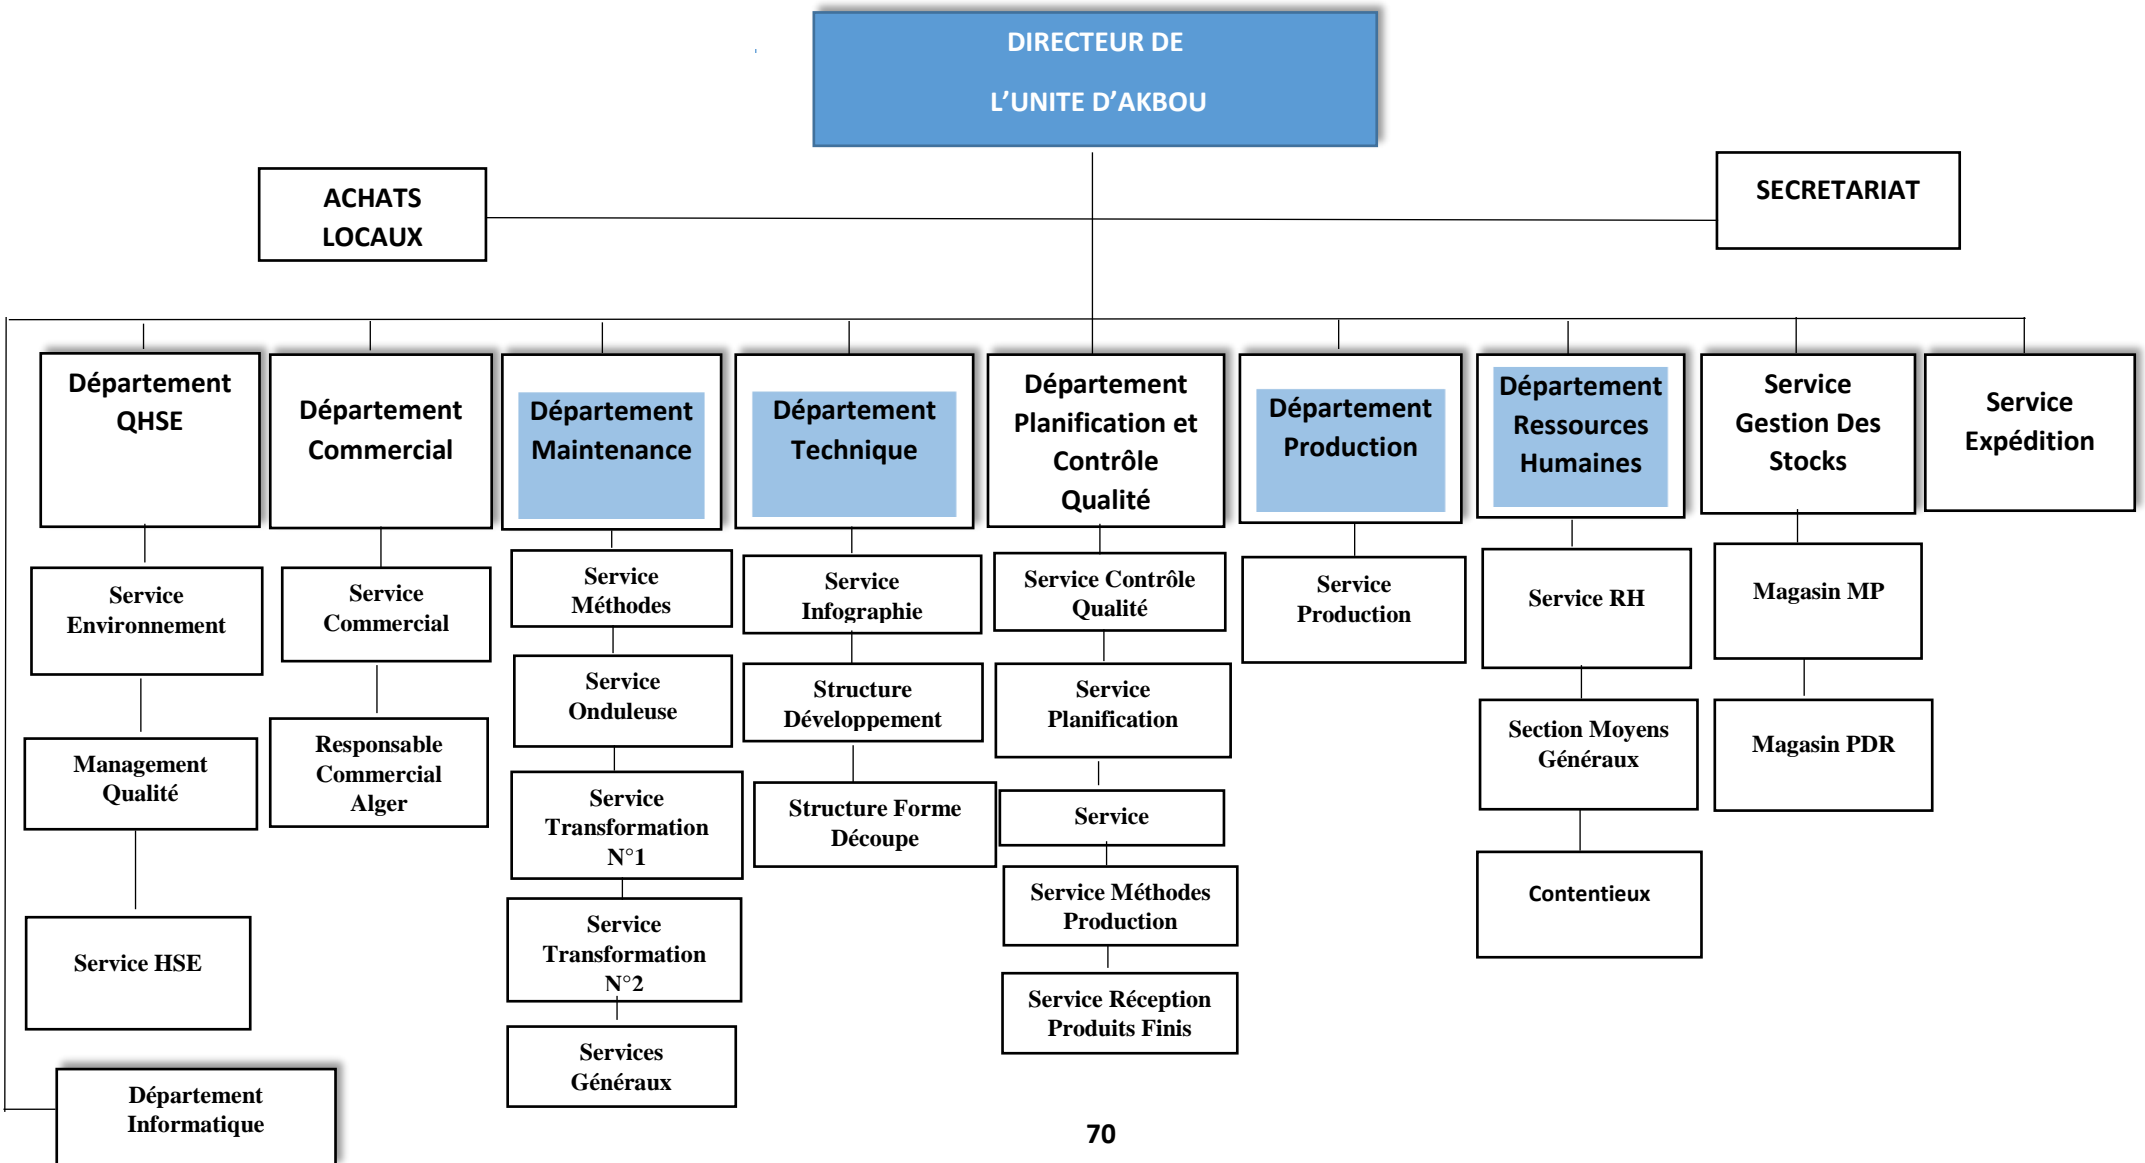 DIRECTEUR DE
L’UNITE D’AKBOU
ACHATS
LOCAUX
SECRETARIAT
Département
QHSE
Département
Commercial
Département
Maintenance
Département
Technique
Département
Planification et
Contrôle
Qualité
Département
Production
Département
Ressources
Humaines
Service
Gestion Des
Stocks
Service
Expédition
Service
Environnement
Management
Qualité
Service HSE
Service
Commercial
Responsable
Commercial
Alger
Service
Méthodes
Service
Onduleuse
Service
Transformation
N°1
Service
Transformation
N°2
Services
Généraux
Service
Infographie
Structure
Développement
Structure Forme
Découpe
Service Contrôle
Qualité
Service
Planification
Service
Service Méthodes
Production
Service Réception
Produits Finis
Service
Production
Service RH
Section Moyens
Généraux
Contentieux
Magasin MP
Magasin PDR
Département
Informatique
70